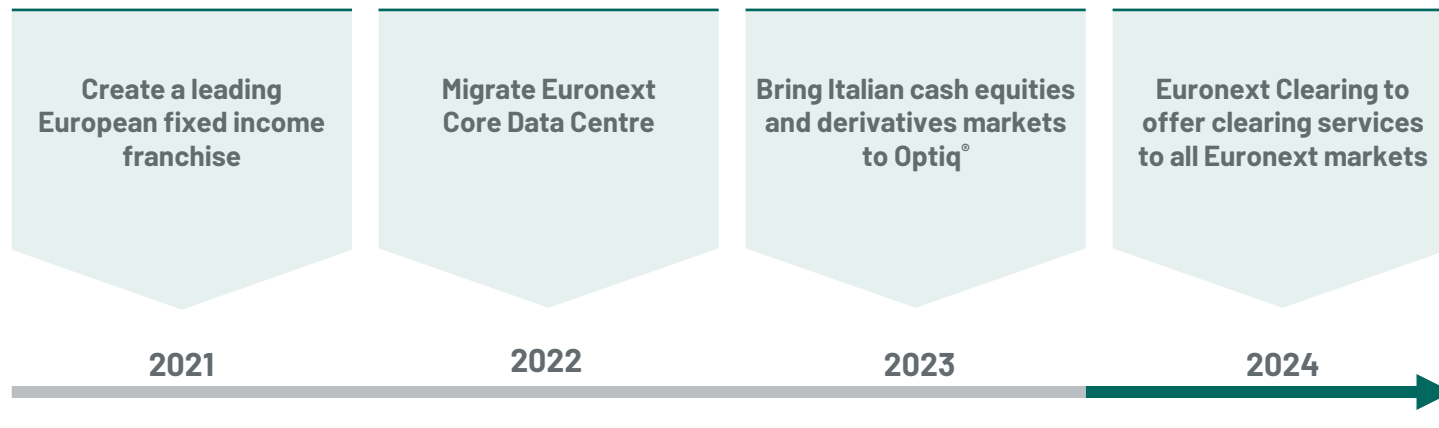 Create a leading
European fixed income
franchise
Migrate Euronext
Core Data Centre
Bring Italian cash equities
and derivatives markets
to Optiq®
Euronext Clearing to
offer clearing services
to all Euronext markets
2021
2022
2023
2024